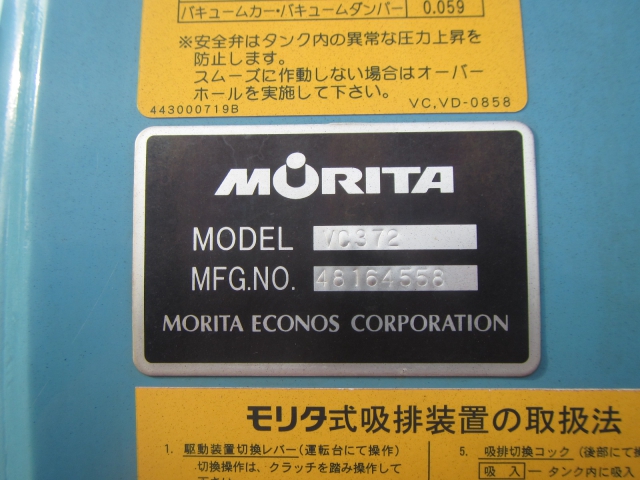 バキュームカー・バキュームダンパー 0.059
※安全弁はタンク内の異常な圧力上昇を
防止します。
スムーズに作動しない場合はオーバー
ホールを実施して下さい。
443000719B VC,VD-0858
MORITA
MODEL VC372
MFG.NO. 48164558
MORITA ECONOS CORPORATION
モリタ式吸排装置の取扱法
1. 駆動装置切換レバー(運転台にて操作)
切換操作は、クラッチを踏み操作して
5. 吸排切換コック(後部にて操
吸入 ー タンク内に吸入